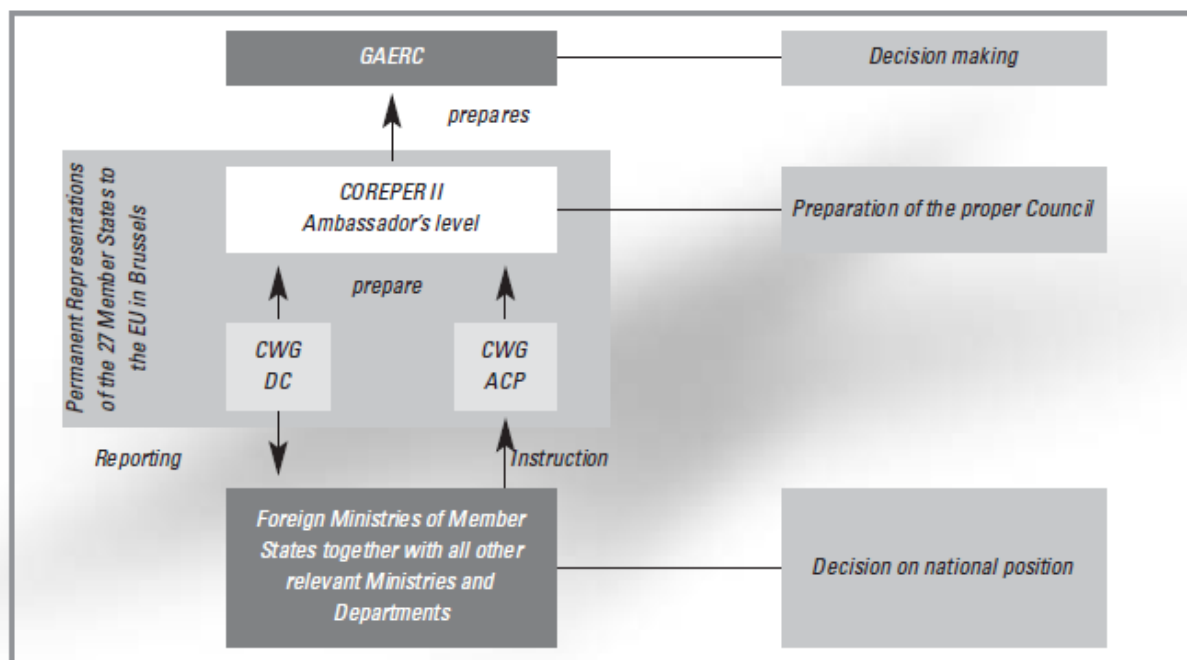 GAERC
Decision making
prepares
Permanent Representations
of the 27 Member States to
the EU in Brussels
COREPER II
Ambassador's level
Preparation of the proper Council
prepare
CWG
DC
CWG
ACP
Reporting
Instruction
Foreign Ministries of Member
States together with all other
relevant Ministries and
Departments
Decision on national position